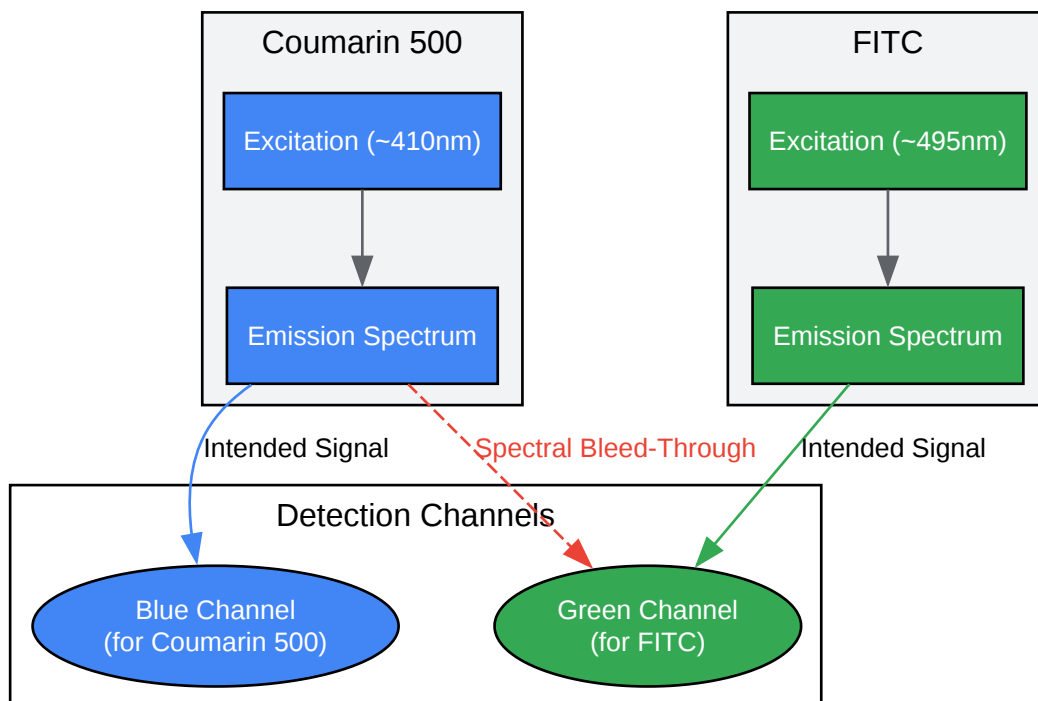 Coumarin 500
FITC
Excitation (~410nm)
Excitation (~495nm)
Emission Spectrum
Emission Spectrum
Intended Signal
Spectral Bleed-Through
Intended Signal
Detection Channels
Blue Channel
(for Coumarin 500)
Green Channel
(for FITC)